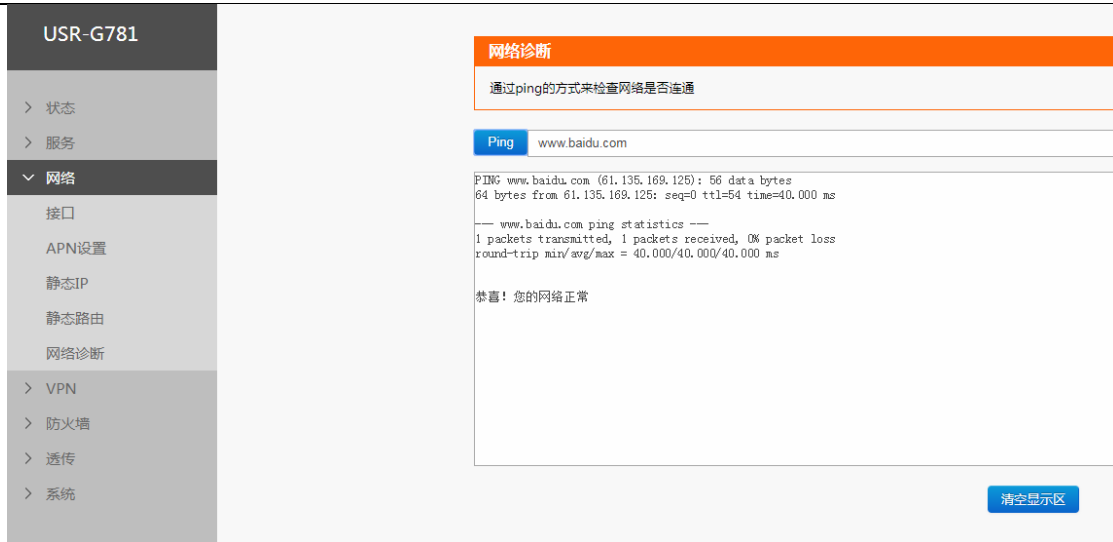 USR-G781
状态
服务
网络
接口
APN设置
静态IP
静态路由
网络诊断
VPN
防火墙
透传
系统
网络诊断
通过ping的方式来检查网络是否连通
Ping www.baidu.com
PING www.baidu.com (61.135.169.125): 56 data bytes
64 bytes from 61.135.169.125: seq=0 ttl=54 time=40.000 ms
--- www.baidu.com ping statistics ---
1 packets transmitted, 1 packets received, 0% packet loss
round-trip min/avg/max = 40.000/40.000/40.000 ms
恭喜! 您的网络正常
清空显示区